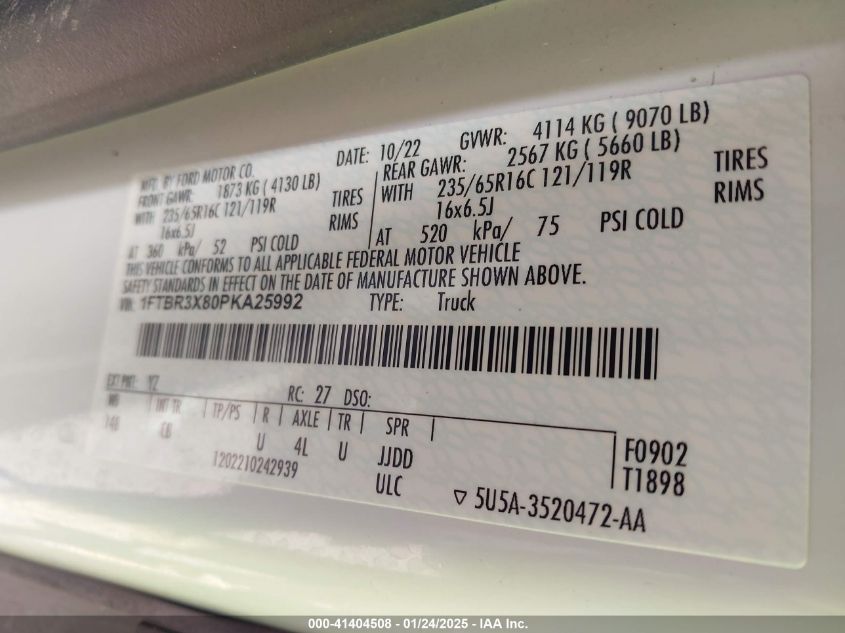 MFD. BY FORD MOTOR CO.
DATE: 10/22 GVWR: 4114 KG ( 9070 LB)
FRONT GAWR: 1873 KG ( 4130 LB)
WITH 235/65R16C 121/119R TIRES
16x6.5J RIMS
AT 360 kPa/ 52 PSI COLD
REAR GAWR: 2567 KG ( 5660 LB)
WITH 235/65R16C 121/119R TIRES
16x6.5J RIMS
AT 520 kPa/ 75 PSI COLD
THIS VEHICLE CONFORMS TO ALL APPLICABLE FEDERAL MOTOR VEHICLE
SAFETY STANDARDS IN EFFECT ON THE DATE OF MANUFACTURE SHOWN ABOVE.
VIN: 1FTBR3X80PKA25992 TYPE: Truck
EXT PNT: YZ RC: 27 DSO:
WB INT TR TP/PS R AXLE TR SPR
148 CB U 4L U JJDD
1202210242939 ULC
F0902
T1898
▽ 5U5A-3520472-AA
000-41404508 - 01/24/2025 - IAA Inc.